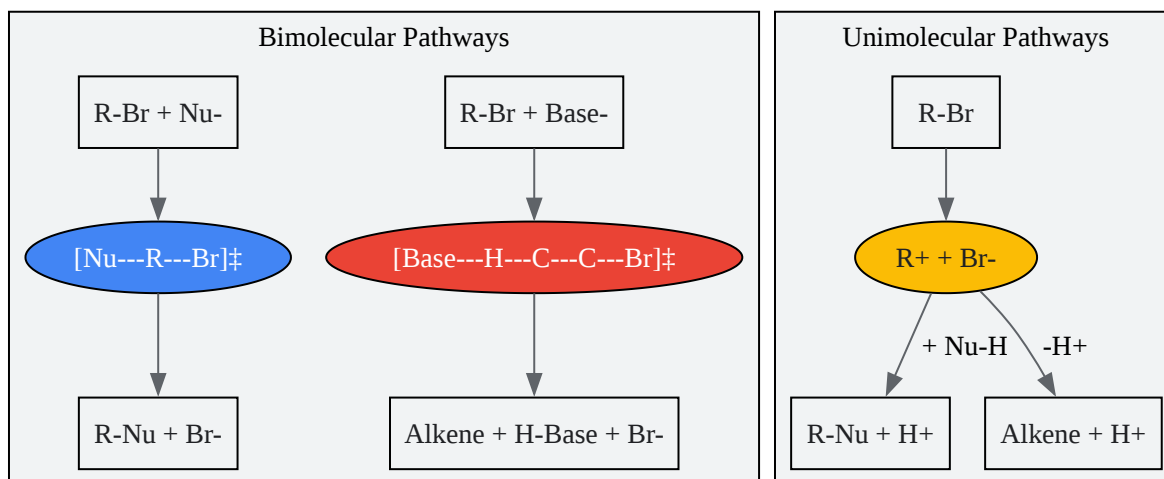 Bimolecular Pathways
R-Br + Nu-
R-Br + Base-
[Nu---R---Br]‡
[Base---H---C---C---Br]‡
R-Nu + Br-
Alkene + H-Base + Br-
Unimolecular Pathways
R-Br
R+ + Br-
+ Nu-H
-H+
R-Nu + H+
Alkene + H+